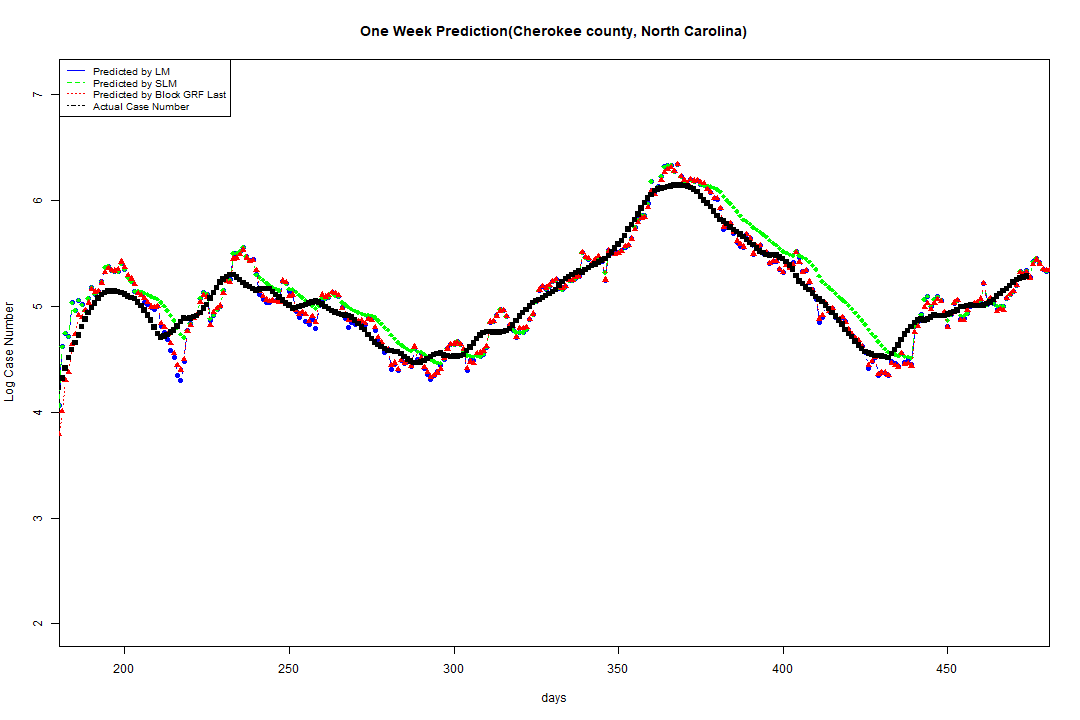 One Week Prediction(Cherokee county, North Carolina)
Predicted by LM
Predicted by SLM
Predicted by Block GRF Last
Actual Case Number
7
6
5
4
3
2
Log Case Number
200 250 300 350 400 450
days